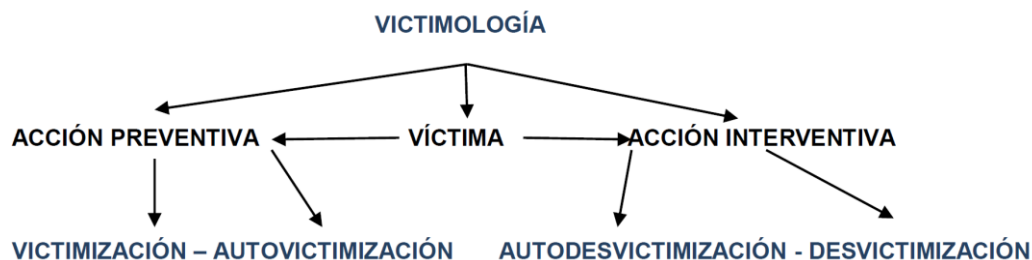 VICTIMOLOGÍA
ACCIÓN PREVENTIVA VÍCTIMA ACCIÓN INTERVENTIVA
VICTIMIZACIÓN – AUTOVICTIMIZACIÓN AUTODESVICTIMIZACIÓN - DESVICTIMIZACIÓN